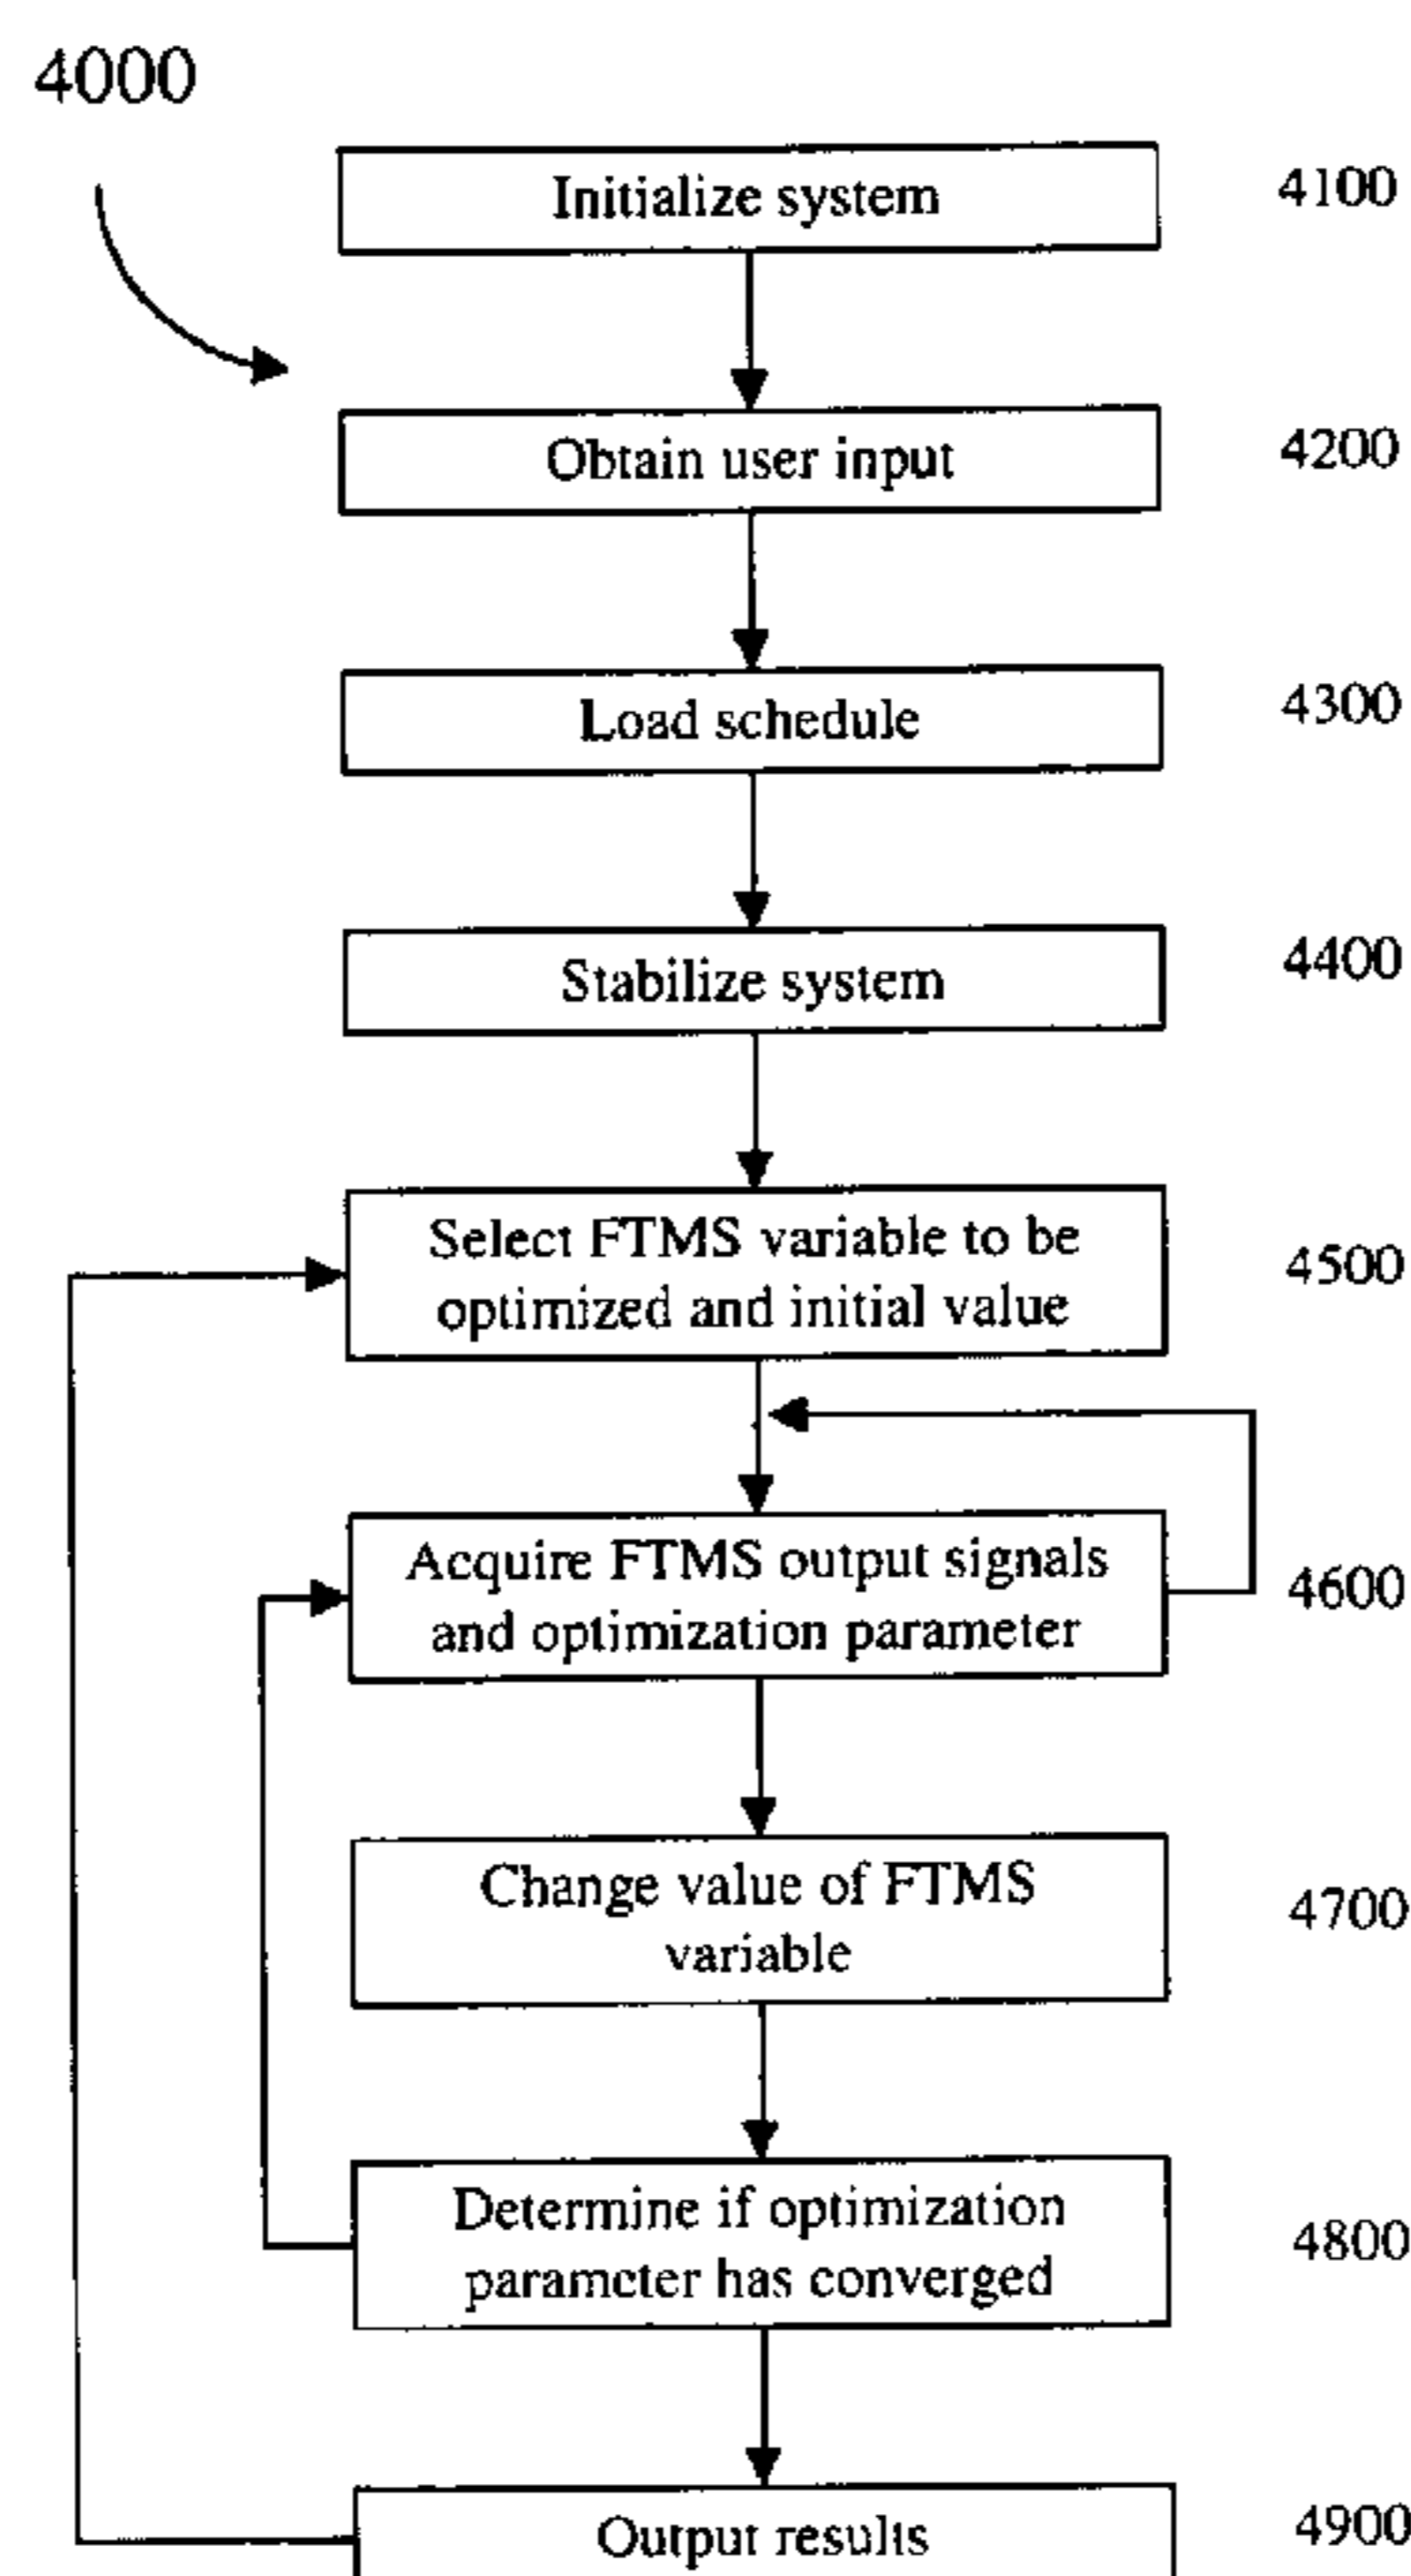 4000
Initialize system
4100
Obtain user input
4200
Load schedule
4300
Stabilize system
4400
Select FTMS variable to be
optimized and initial value
4500
Acquire FTMS output signals
and optimization parameter
4600
Change value of FTMS
variable
4700
Determine if optimization
parameter has converged
4800
Output results
4900